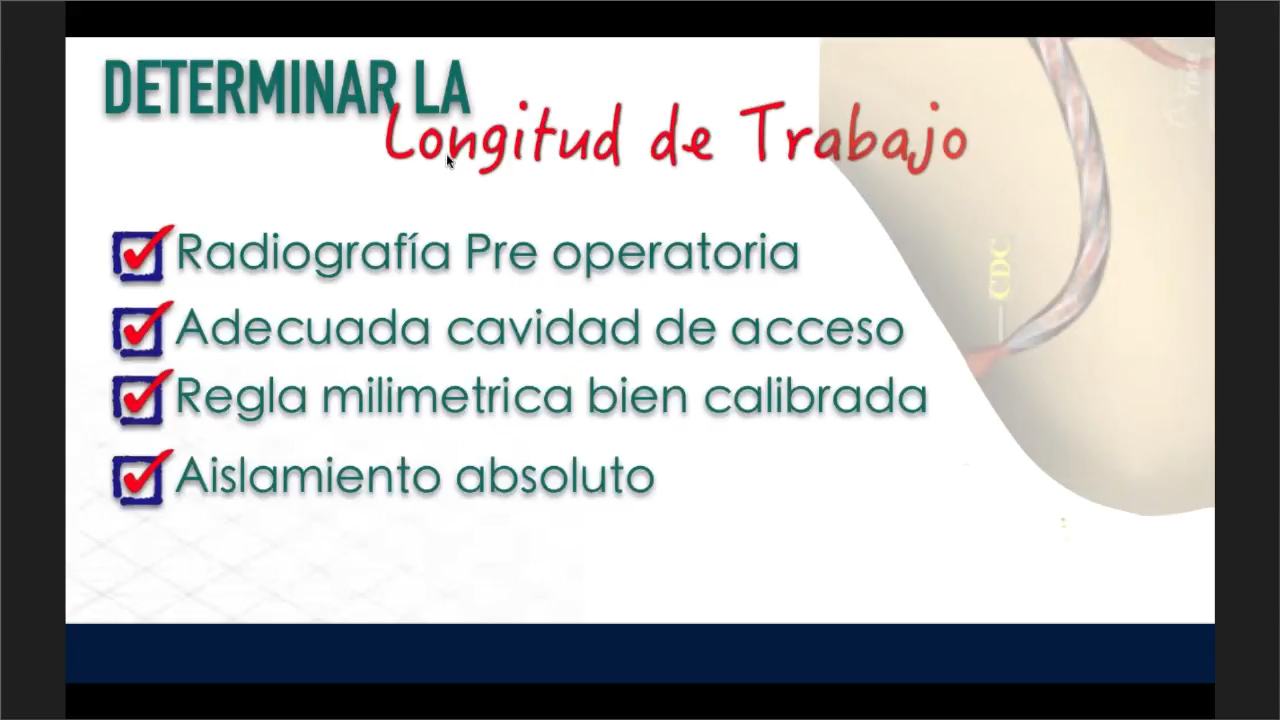 DETERMINAR LA
Longitud de Trabajo
Radiografía Pre operatoria
Adecuada cavidad de acceso
CDC
Regla milimetrica bien calibrada
Aislamiento absoluto